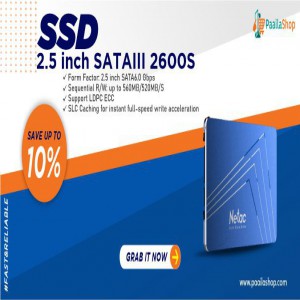 PaailaShop
SSD
2.5 inch SATAIII 2600S
✓ Form Factor: 2.5 inch SATA6.0 Gbps
✓ Sequential R/W: up to 560MB/520MB/S
✓ Support LDPC ECC
✓ SLC Caching for instant full-speed write acceleration
SAVE UP TO
10%
Netac
GRAB IT NOW
#FAST&RELIABLE
www.paailashop.com